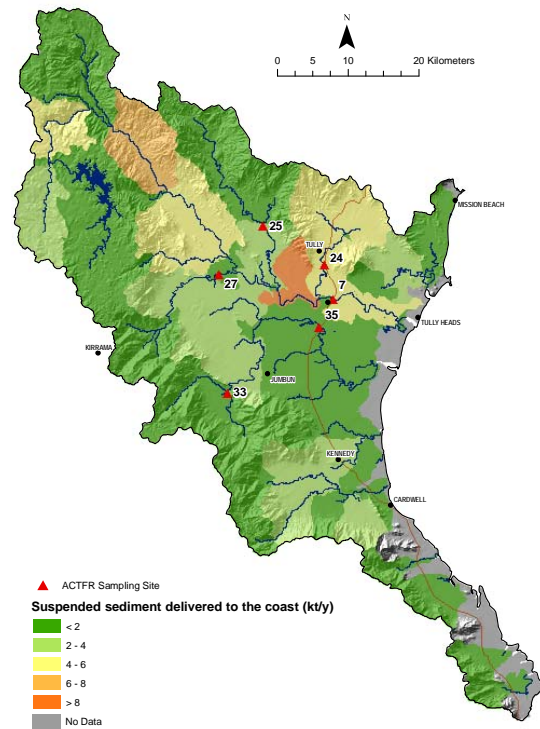 N
0 5 10 20 Kilometers
MISSION BEACH
25
TULLY
24
27
7
35
TULLY HEADS
KIRRAMA
JUMBUN
33
KENNEDY
CARDWELL
ACTFR Sampling Site
Suspended sediment delivered to the coast (kt/y)
< 2
2 - 4
4 - 6
6 - 8
> 8
No Data